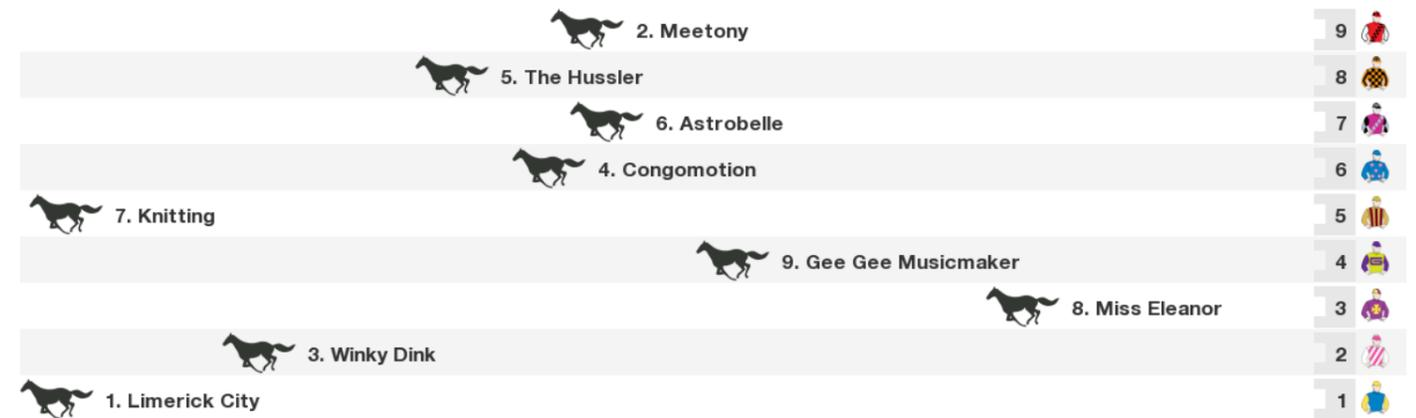 2. Meetony 9
5. The Hussler 8
6. Astrobelle 7
4. Congomotion 6
7. Knitting 5
9. Gee Gee Musicmaker 4
8. Miss Eleanor 3
3. Winky Dink 2
1. Limerick City 1